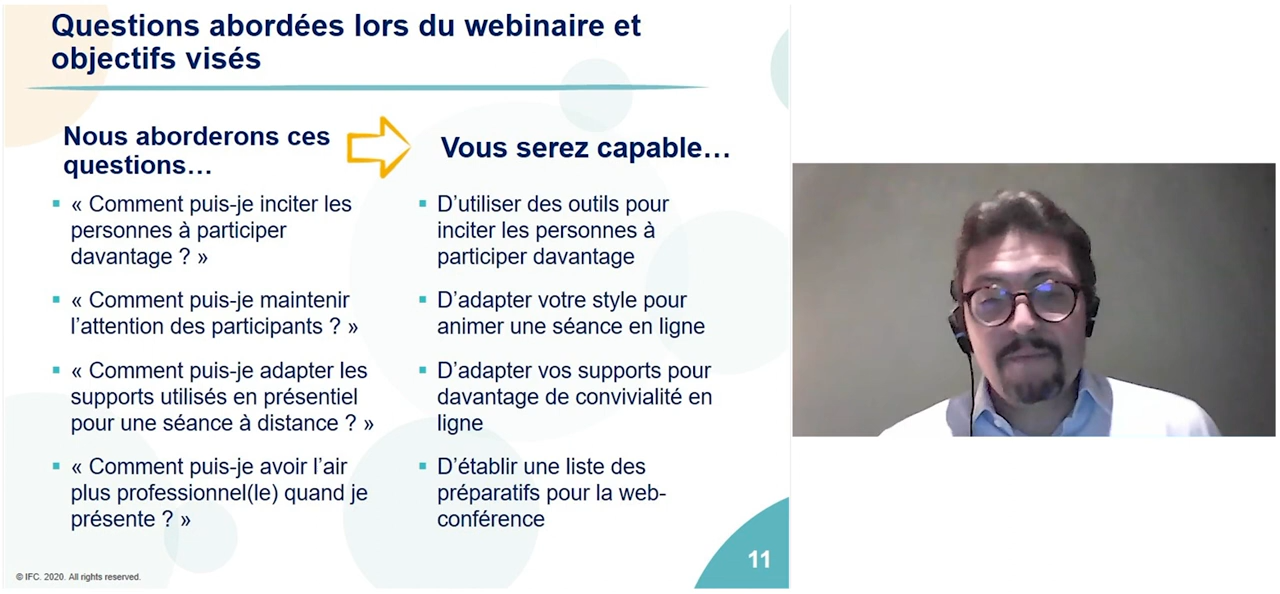 Questions abordées lors du webinaire et
objectifs visés
Nous aborderons ces
questions…
« Comment puis-je inciter les
personnes à participer
davantage ? »
« Comment puis-je maintenir
l’attention des participants ? »
« Comment puis-je adapter les
supports utilisés en présentiel
pour une séance à distance ? »
« Comment puis-je avoir l’air
plus professionnel(le) quand je
présente ? »
Vous serez capable…
D’utiliser des outils pour
inciter les personnes à
participer davantage
D’adapter votre style pour
animer une séance en ligne
D’adapter vos supports pour
davantage de convivialité en
ligne
D’établir une liste des
préparatifs pour la web-
conférence
11
© IFC. 2020. All rights reserved.